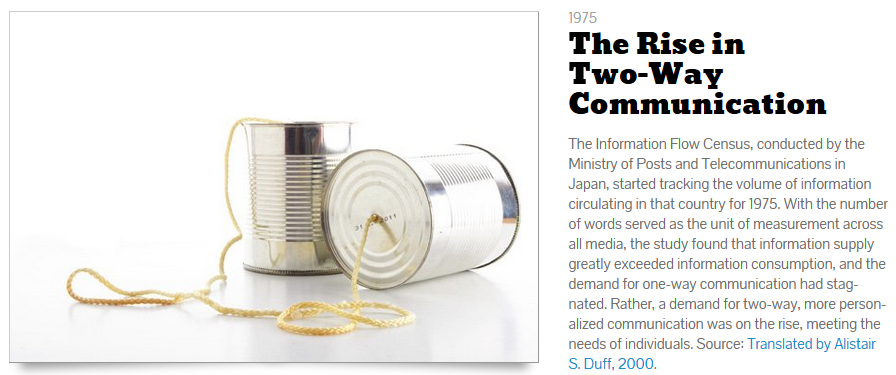 1975
The Rise in
Two-Way
Communication
The Information Flow Census, conducted by the
Ministry of Posts and Telecommunications in
Japan, started tracking the volume of information
circulating in that country for 1975. With the number
of words served as the unit of measurement across
all media, the study found that information supply
greatly exceeded information consumption, and the
demand for one-way communication had stag-
nated. Rather, a demand for two-way, more person-
alized communication was on the rise, meeting the
needs of individuals. Source: Translated by Alistair
S. Duff, 2000.